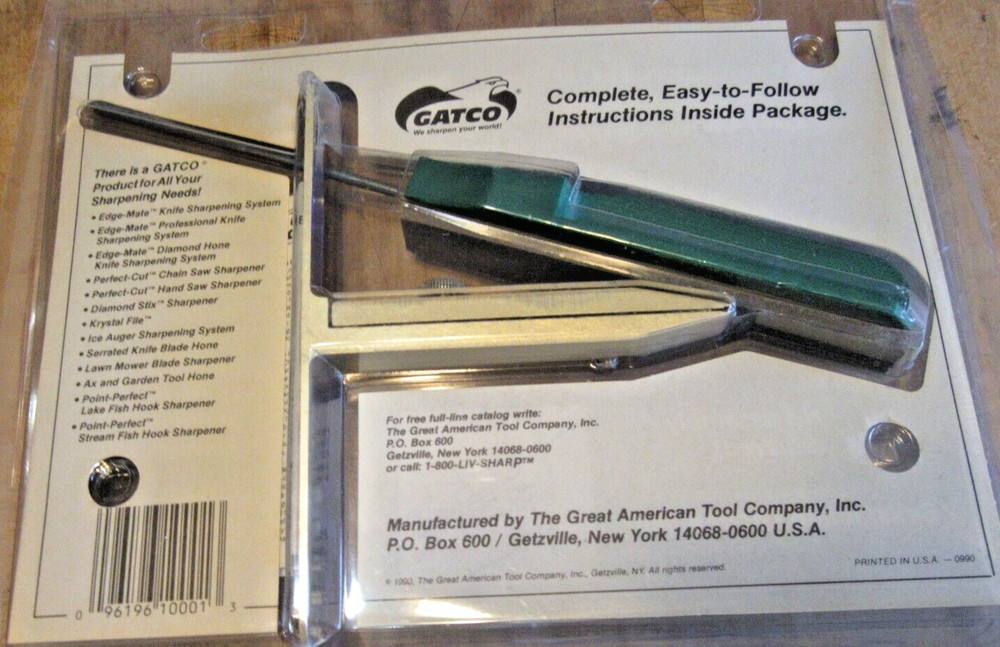 GATCO®
We sharpen your world!
Complete, Easy-to-Follow
Instructions Inside Package.
There is a GATCO®
Product for All Your
Sharpening Needs!
• Edge-Mate™ Knife Sharpening System
• Edge-Mate™ Professional Knife
Sharpening System
• Edge-Mate™ Diamond Hone
Knife Sharpening System
• Perfect-Cut™ Chain Saw Sharpener
• Perfect-Cut™ Hand Saw Sharpener
• Diamond Stix™ Sharpener
• Krystal File™
• Ice Auger Sharpening System
• Serrated Knife Blade Hone
• Lawn Mower Blade Sharpener
• Ax and Garden Tool Hone
• Point-Perfect™
Lake Fish Hook Sharpener
• Point-Perfect™
Stream Fish Hook Sharpener
For free full-line catalog write:
The Great American Tool Company, Inc.
P.O. Box 600
Getzville, New York 14068-0600
or call: 1-800-LIV-SHARP™
Manufactured by The Great American Tool Company, Inc.
P.O. Box 600 / Getzville, New York 14068-0600 U.S.A.
© 1990, The Great American Tool Company, Inc., Getzville, NY. All rights reserved.
PRINTED IN U.S.A. — 0990
0 96196 10001 3